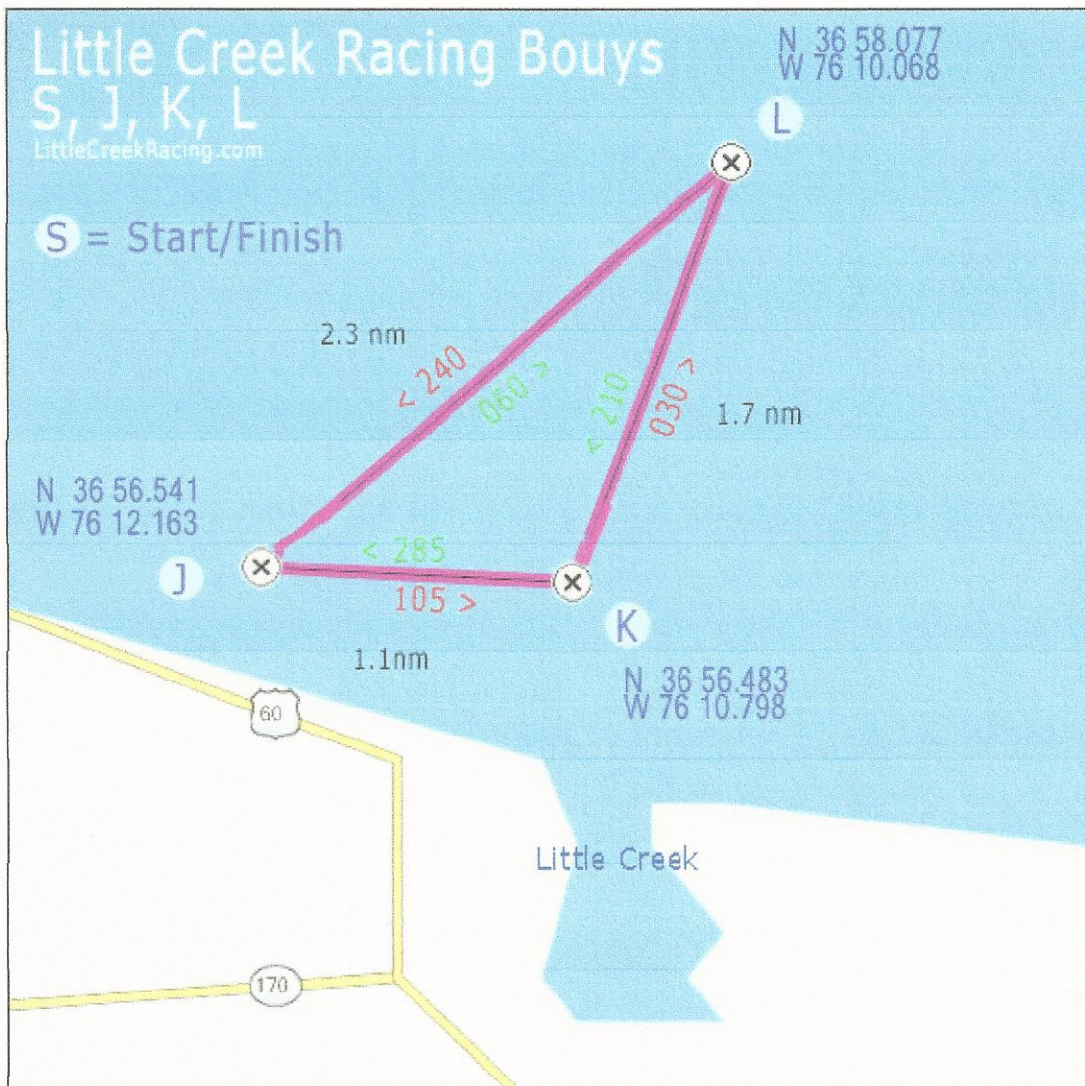 Little Creek Racing Bouys
S, J, K, L
LittleCreekRacing.com
N 36 58.077
W 76 10.068
L
S = Start/Finish
2.3 nm
< 240
060 >
< 210
030 >
1.7 nm
N 36 56.541
W 76 12.163
J
< 285
105 >
K
1.1nm
N 36 56.483
W 76 10.798
60
Little Creek
170